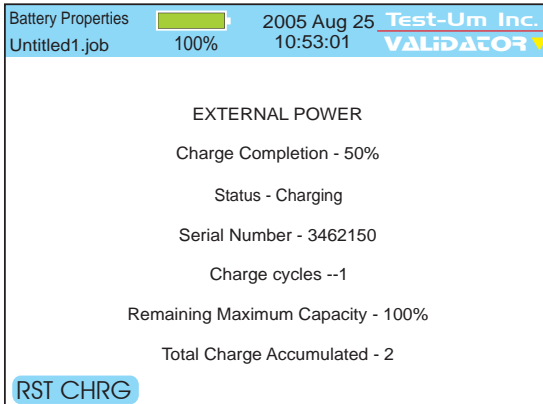 Battery Properties
2005 Aug 25
Test-Um Inc.
Untitled1.job
100%
10:53:01
VALIDATOR
EXTERNAL POWER
Charge Completion - 50%
Status - Charging
Serial Number - 3462150
Charge cycles --1
Remaining Maximum Capacity - 100%
Total Charge Accumulated - 2
RST CHRG